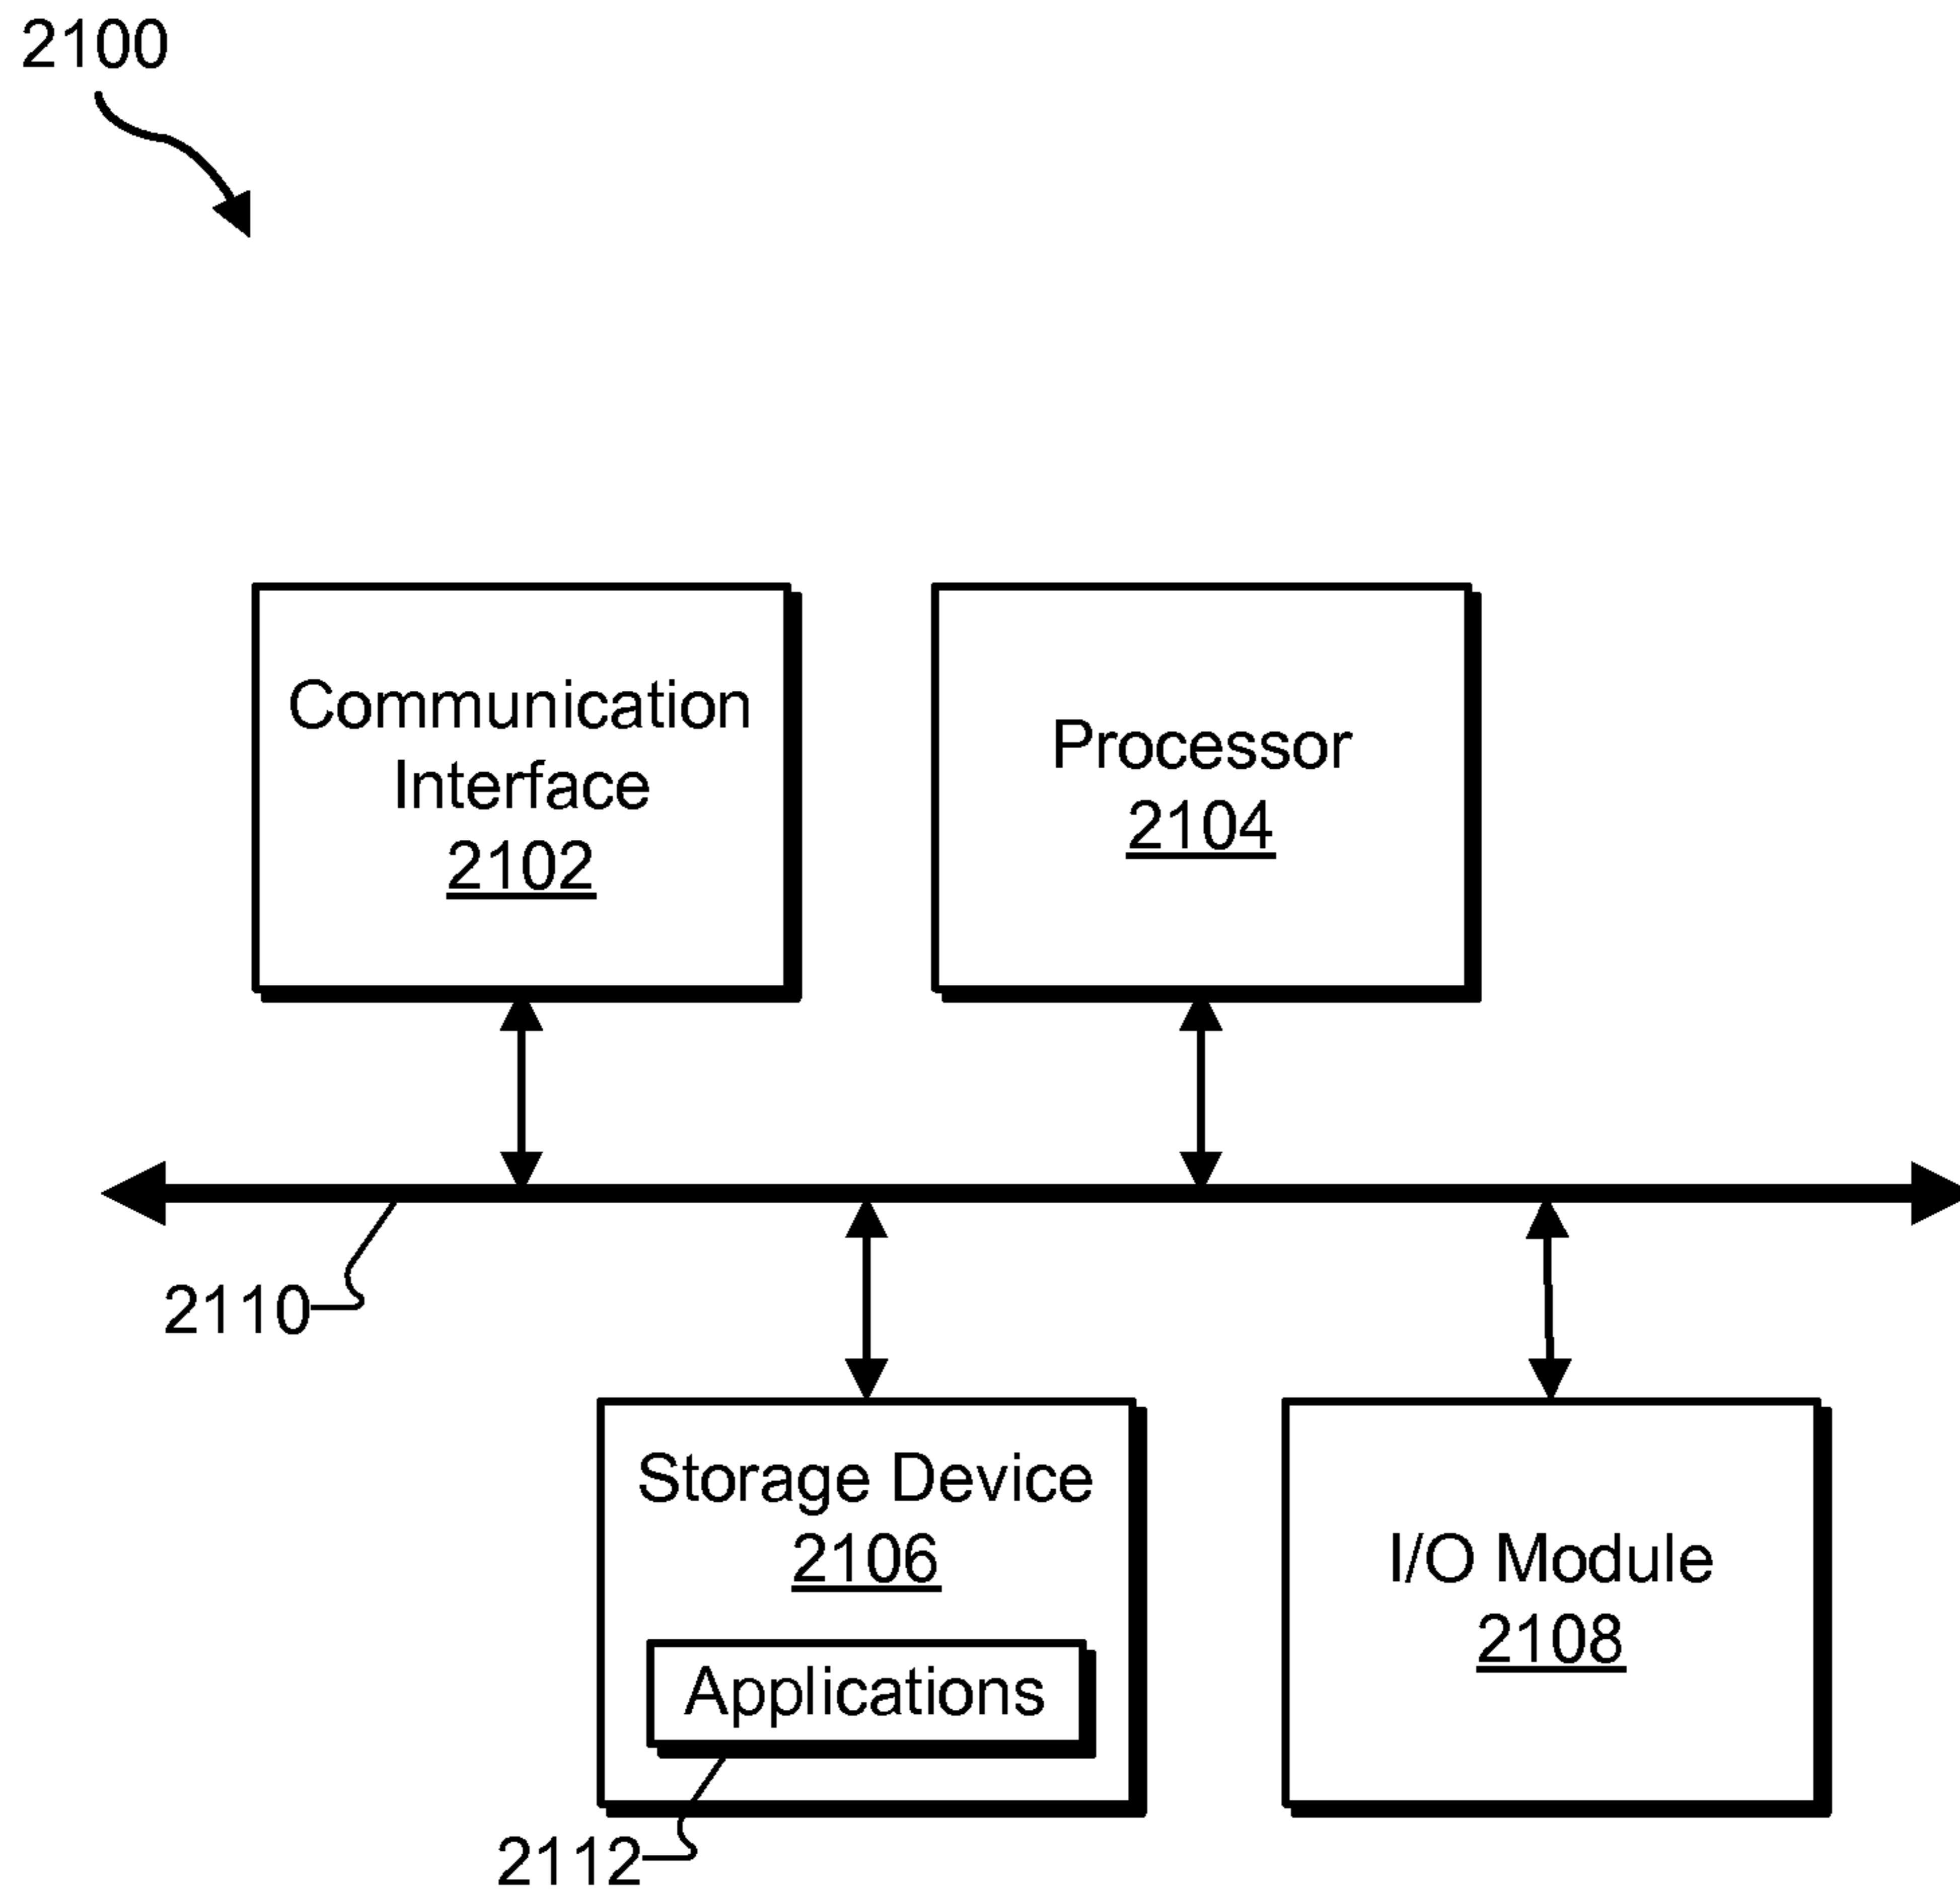 2100
Communication
Interface
2102
Processor
2104
2110
Storage Device
2106
Applications
2112
I/O Module
2108